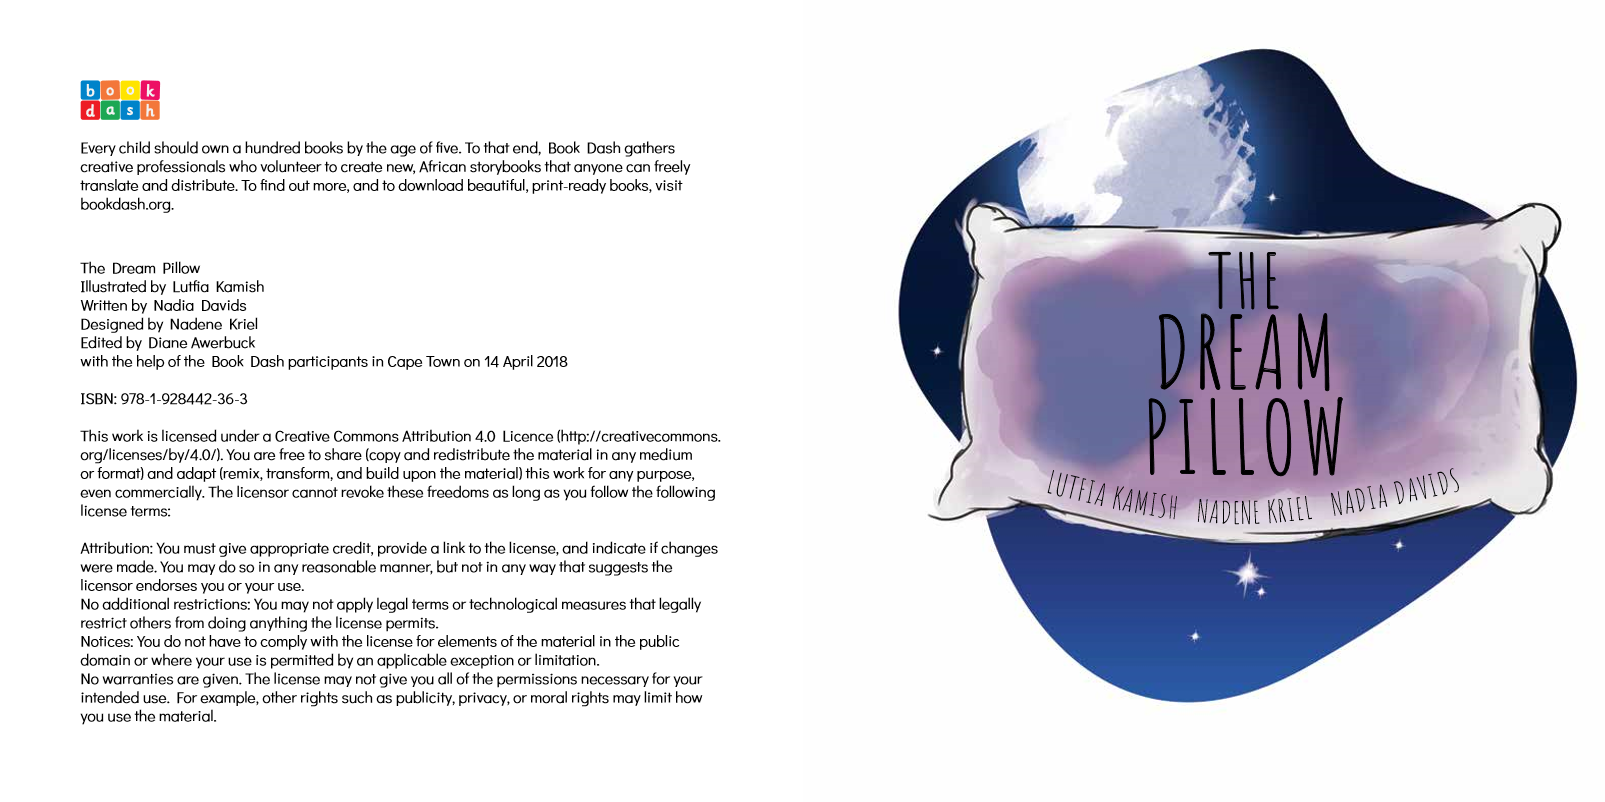 book
dash
Every child should own a hundred books by the age of five. To that end, Book Dash gathers
creative professionals who volunteer to create new, African storybooks that anyone can freely
translate and distribute. To find out more, and to download beautiful, print-ready books, visit
bookdash.org.
The Dream Pillow
Illustrated by Lutfia Kamish
Written by Nadia Davids
Designed by Nadene Kriel
Edited by Diane Awerbuck
with the help of the Book Dash participants in Cape Town on 14 April 2018
ISBN: 978-1-928442-36-3
This work is licensed under a Creative Commons Attribution 4.0 Licence (http://creativecommons.
org/licenses/by/4.0/). You are free to share (copy and redistribute the material in any medium
or format) and adapt (remix, transform, and build upon the material) this work for any purpose,
even commercially. The licensor cannot revoke these freedoms as long as you follow the following
license terms:
Attribution: You must give appropriate credit, provide a link to the license, and indicate if changes
were made. You may do so in any reasonable manner, but not in any way that suggests the
licensor endorses you or your use.
No additional restrictions: You may not apply legal terms or technological measures that legally
restrict others from doing anything the license permits.
Notices: You do not have to comply with the license for elements of the material in the public
domain or where your use is permitted by an applicable exception or limitation.
No warranties are given. The license may not give you all of the permissions necessary for your
intended use. For example, other rights such as publicity, privacy, or moral rights may limit how
you use the material.
THE
DREAM
PILLOW
LUTFIA KAMISH NADENE KRIEL NADIA DAVIDS